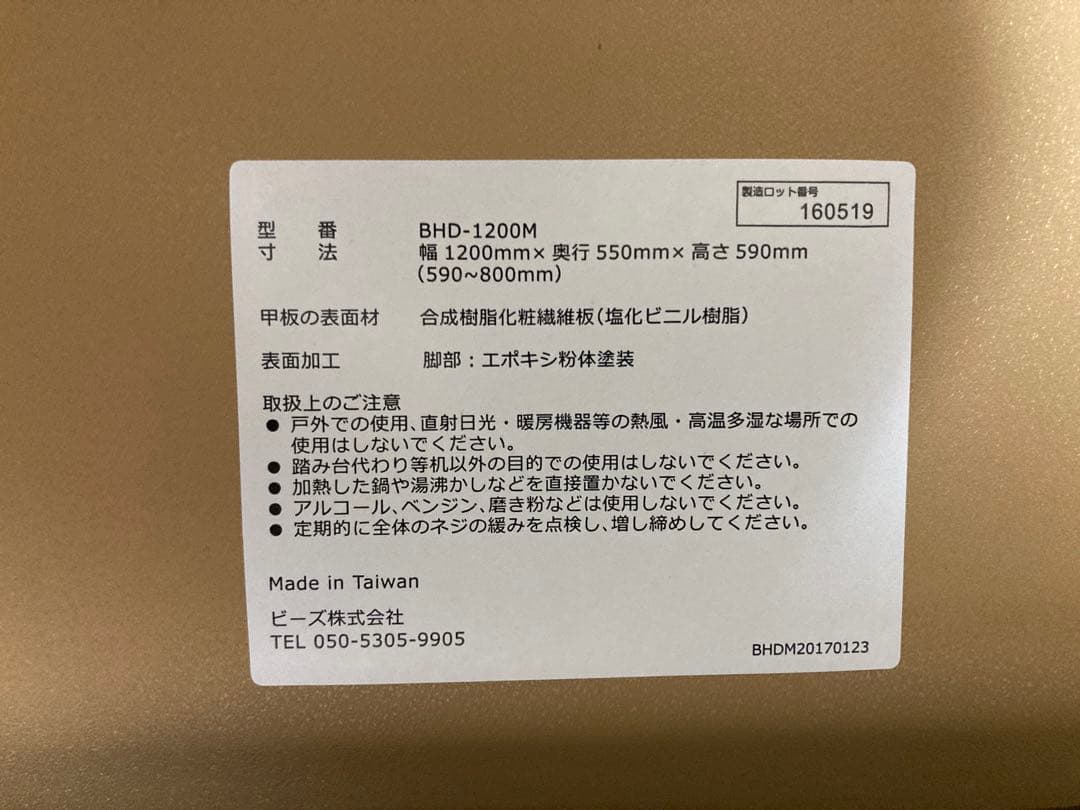 製造ロット番号
160519
型 番 BHD-1200M
寸 法 幅 1200mm× 奥行 550mm× 高さ 590mm
(590~800mm)
甲板の表面材 合成樹脂化粧繊維板(塩化ビニル樹脂)
表面加工 脚部：エポキシ粉体塗装
取扱上のご注意
● 戸外での使用、直射日光・暖房機器等の熱風・高温多湿な場所での
使用はしないでください。
● 踏み台代わり等机以外の目的での使用はしないでください。
● 加熱した鍋や湯沸かしなどを直接置かないでください。
● アルコール、ベンジン、磨き粉などは使用しないでください。
● 定期的に全体のネジの緩みを点検し、増し締めしてください。
Made in Taiwan
ビーズ株式会社
TEL 050-5305-9905
BHDM20170123